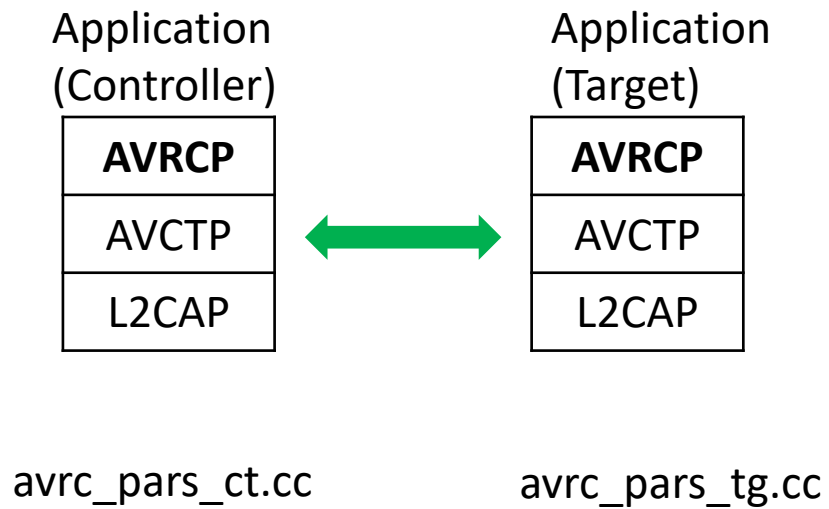 Application
(Controller)
AVRCP
AVCTP
L2CAP
avrc_pars_ct.cc
Application
(Target)
AVRCP
AVCTP
L2CAP
avrc_pars_tg.cc